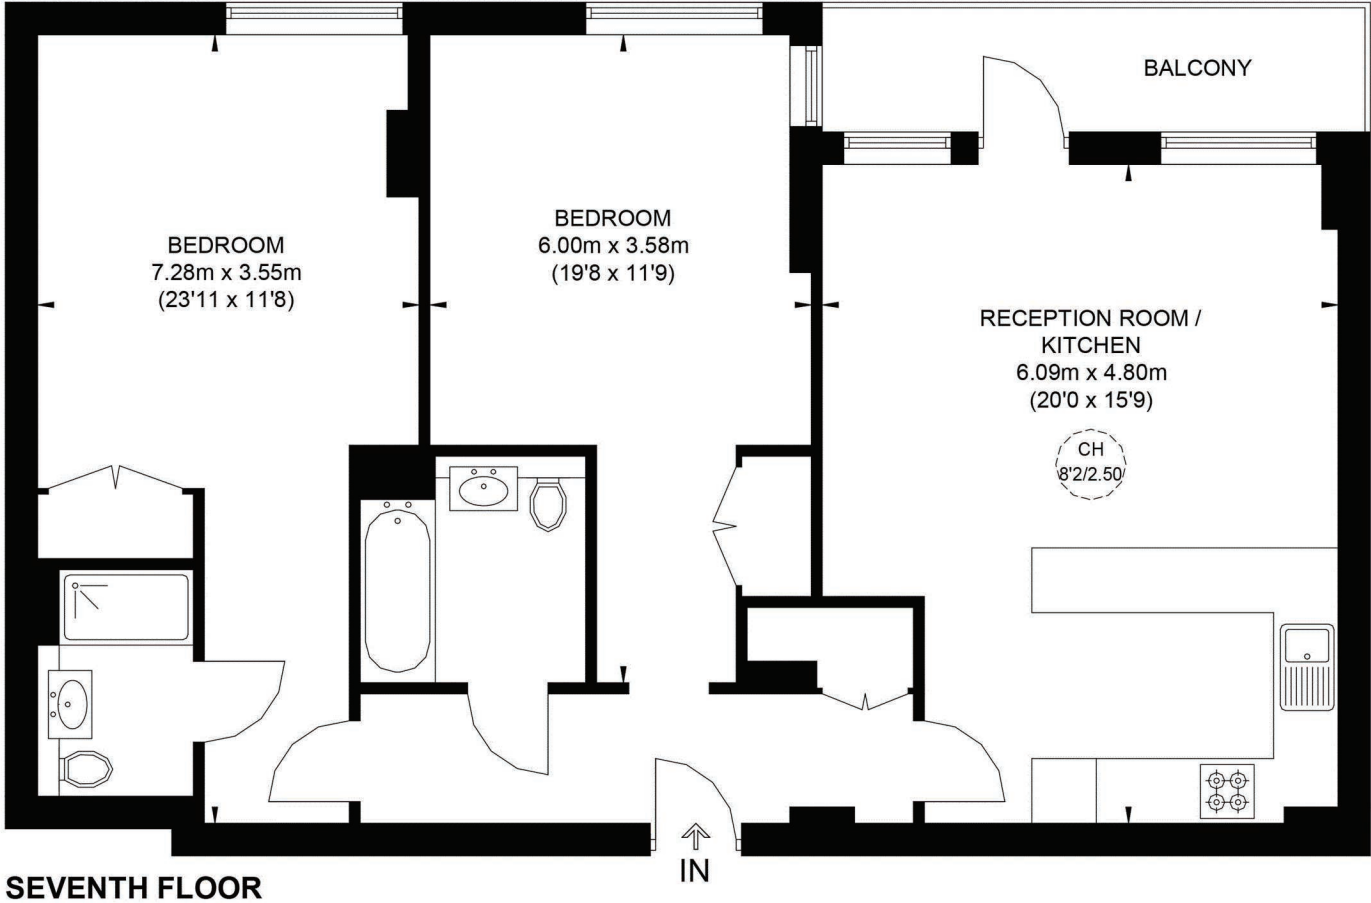 BALCONY
BEDROOM
7.28m x 3.55m
(23'11 x 11'8)
BEDROOM
6.00m x 3.58m
(19'8 x 11'9)
RECEPTION ROOM /
KITCHEN
6.09m x 4.80m
(20'0 x 15'9)
CH
8'2/2.50
IN
SEVENTH FLOOR